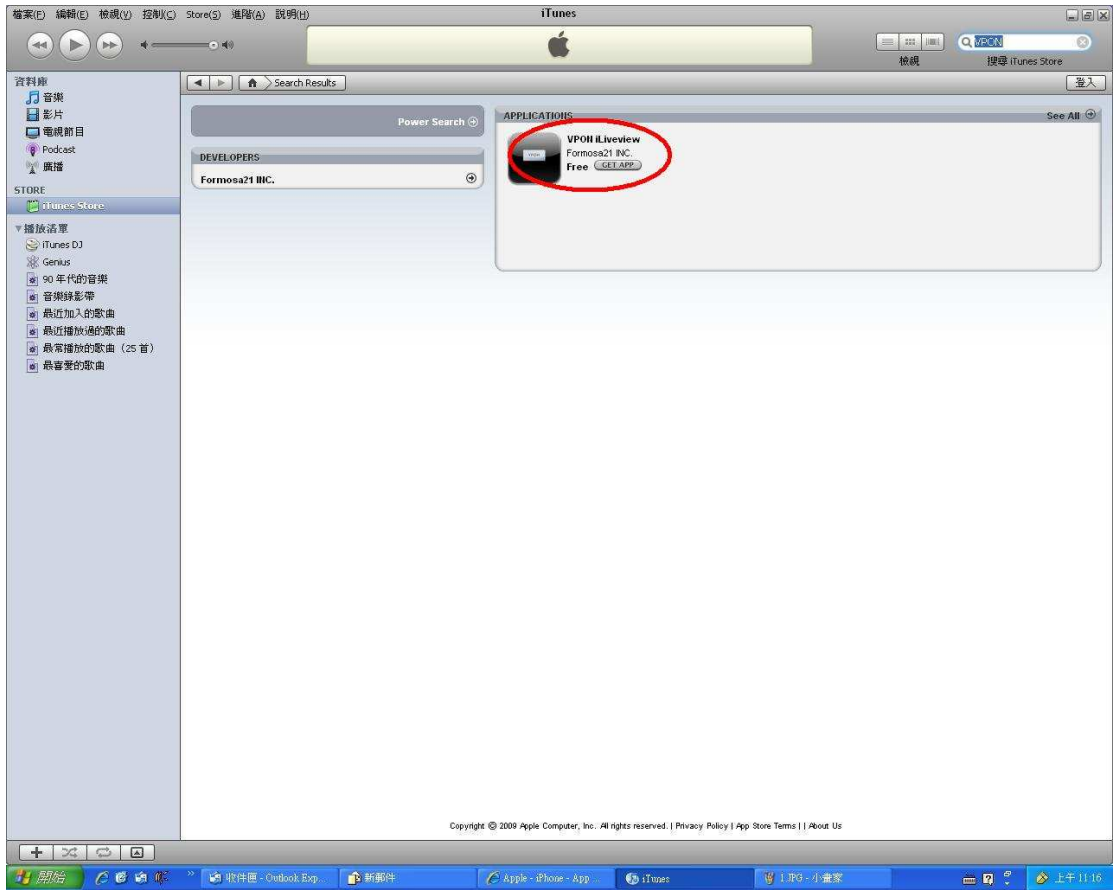 檔案(F) 編輯(E) 檢視(V) 控制(C) Store(S) 進階(A) 說明(H)
iTunes
VPON
檢視
搜尋 iTunes Store
資料庫
音樂
影片
電視節目
Podcast
廣播
STORE
iTunes Store
播放清單
iTunes DJ
Genius
90 年代的音樂
音樂錄影帶
最近加入的歌曲
最近播放過的歌曲
最常播放的歌曲（25 首）
最喜愛的歌曲
Search Results
登入
Power Search
DEVELOPERS
Formosa21 INC.
APPLICATIONS
See All
VPON iLiveview
Formosa21 INC.
Free GET APP
Copyright © 2009 Apple Computer, Inc. All rights reserved. | Privacy Policy | App Store Terms | | About Us
開始
收件匣 - Outlook Exp...
新郵件
Apple - iPhone - App ...
iTunes
1.JPG - 小畫家
上午 11:16